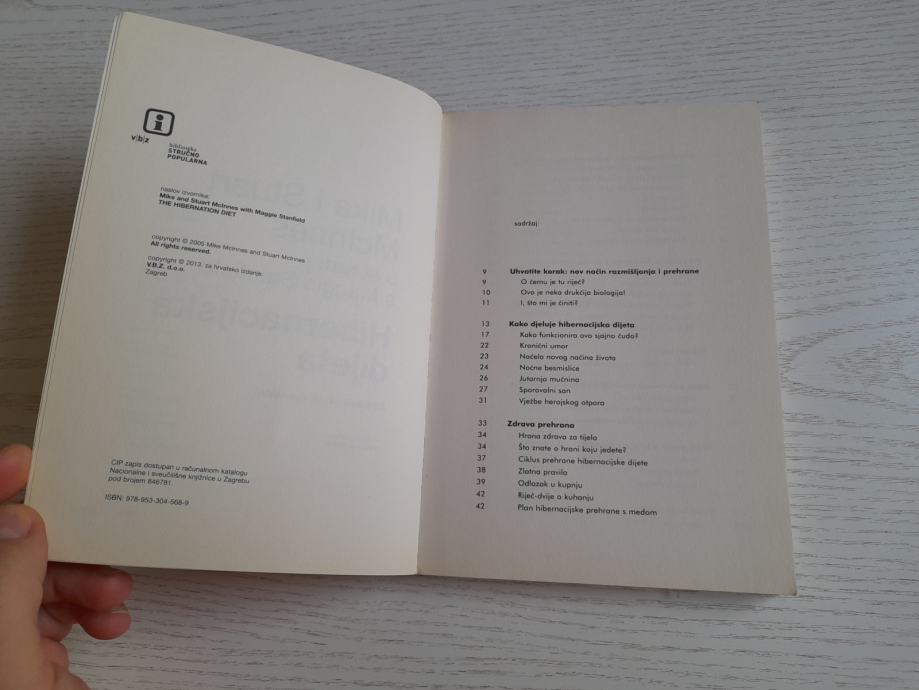 v|b|z
biblioteka
STRUČNO
POPULARNA
naslov izvornika:
Mike and Stuart McInnes with Maggie Stanfield
THE HIBERNATION DIET
copyright © 2005 Mike McInnes and Stuart McInnes
All rights reserved.
copyright © 2013. za hrvatsko izdanje:
V.B.Z. d.o.o.
Zagreb
CIP zapis dostupan u računalnom katalogu
Nacionalne i sveučilišne knjižnice u Zagrebu
pod brojem 846781.
ISBN: 978-953-304-568-9
sadržaj:
9 Uhvatite korak: nov način razmišljanja i prehrane
9 O čemu je tu riječ?
10 Ovo je neka drukčija biologija!
11 I, što mi je činiti?
13 Kako djeluje hibernacijska dijeta
17 Kako funkcionira ovo sjajno čudo?
22 Kronični umor
23 Načela novog načina života
24 Noćne besmislice
26 Jutarnja mučnina
27 Oporavalni san
31 Vježbe herojskog otpora
33 Zdrava prehrana
34 Hrana zdrava za tijelo
34 Što znate o hrani koju jedete?
37 Ciklus prehrane hibernacijske dijete
38 Zlatna pravila
39 Odlazak u kupnju
42 Riječ-dvije o kuhanju
42 Plan hibernacijske prehrane s medom